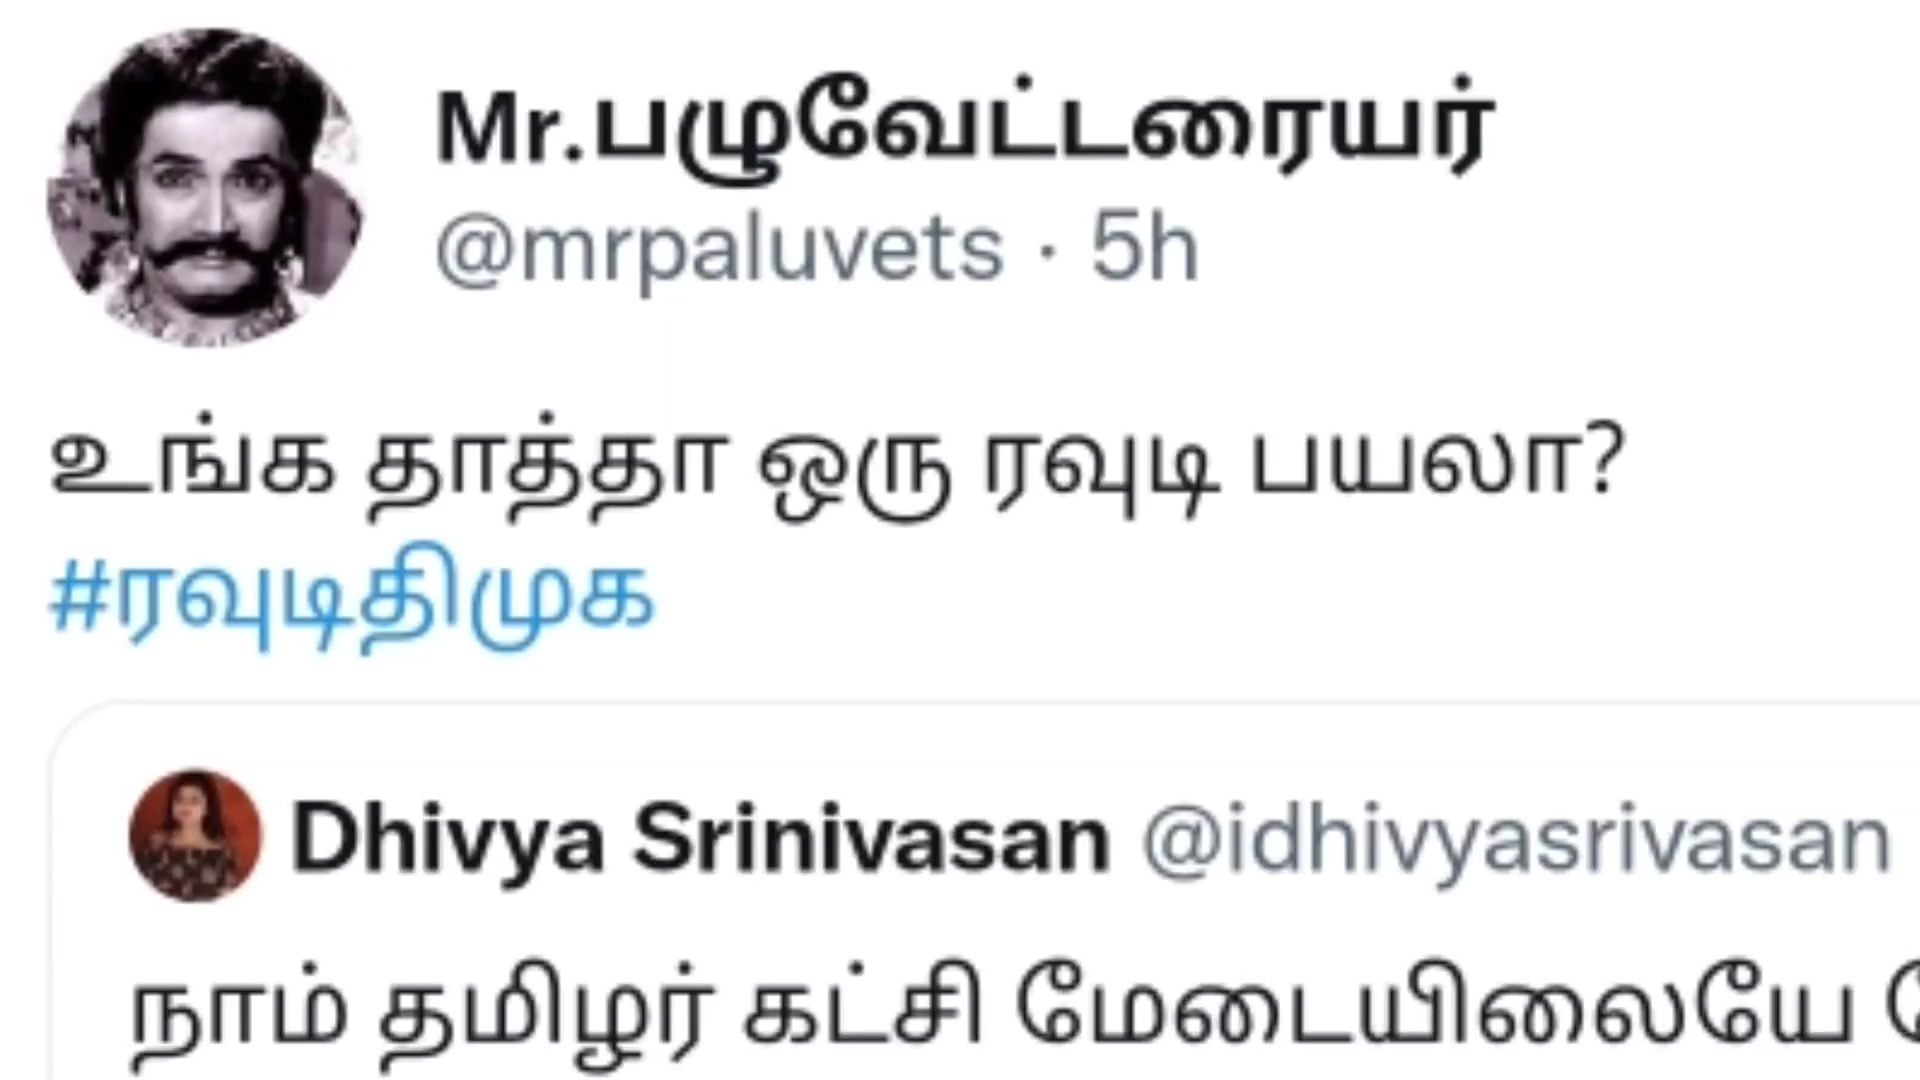 Mr.பழுவேட்டரையர்
@mrpaluvets · 5h
உங்க தாத்தா ஒரு ரவுடி பயலா?
#ரவுடிதிமுக
Dhivya Srinivasan @idhivyasrivasan
நாம் தமிழர் கட்சி மேடையிலையே